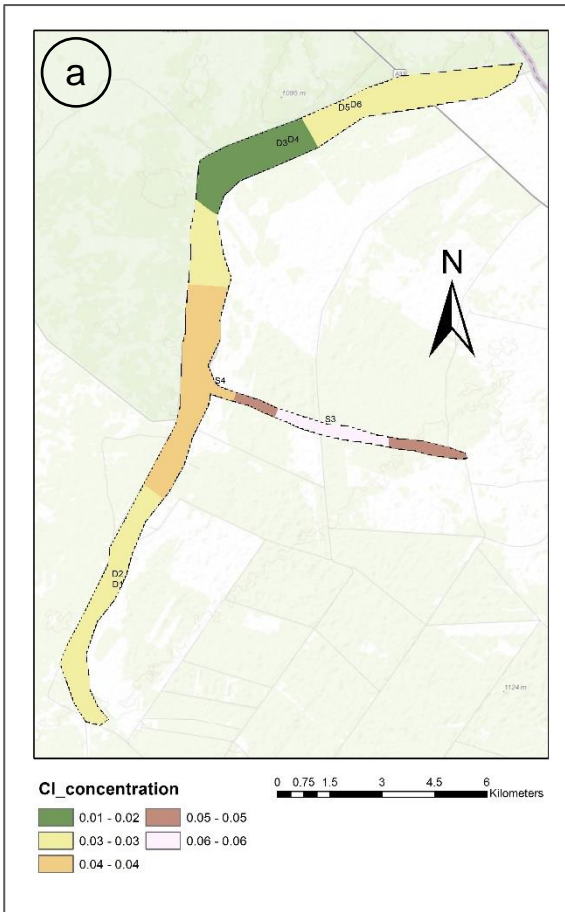 a
1095 m
D5D6
D3D4
N
S4
S3
D2
D1
1124 m
Cl_concentration
0 0.75 1.5 3 4.5 6
Kilometers
0.01 - 0.02
0.05 - 0.05
0.03 - 0.03
0.06 - 0.06
0.04 - 0.04